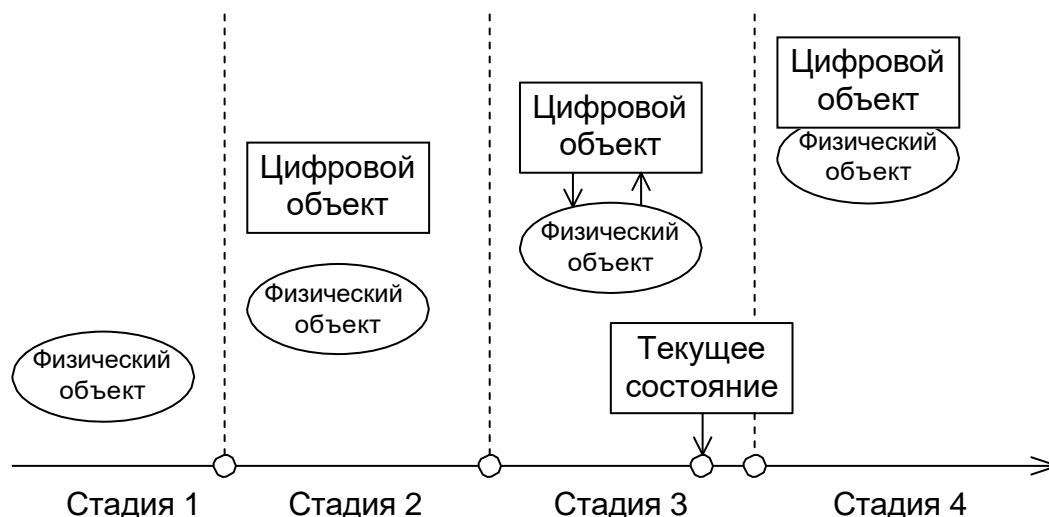 Физический
объект
Цифровой
объект
Физический
объект
Цифровой
объект
Физический
объект
Текущее
состояние
Цифровой
объект
Физический
объект
Стадия 1
Стадия 2
Стадия 3
Стадия 4